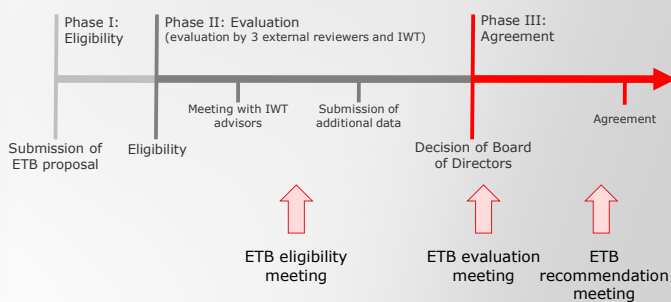 Phase I:
Eligibility
Phase II: Evaluation
(evaluation by 3 external reviewers and IWT)
Phase III:
Agreement
Meeting with IWT
advisors
Submission of
additional data
Agreement
Submission of
ETB proposal
Eligibility
Decision of Board
of Directors
ETB eligibility
meeting
ETB evaluation
meeting
ETB
recommendation
meeting